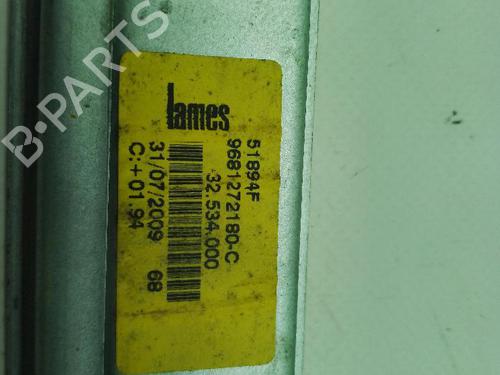 lames
51894F
9681272180-C
32.534.000
31/07/2009 68
C:+01.94
B-PARTS